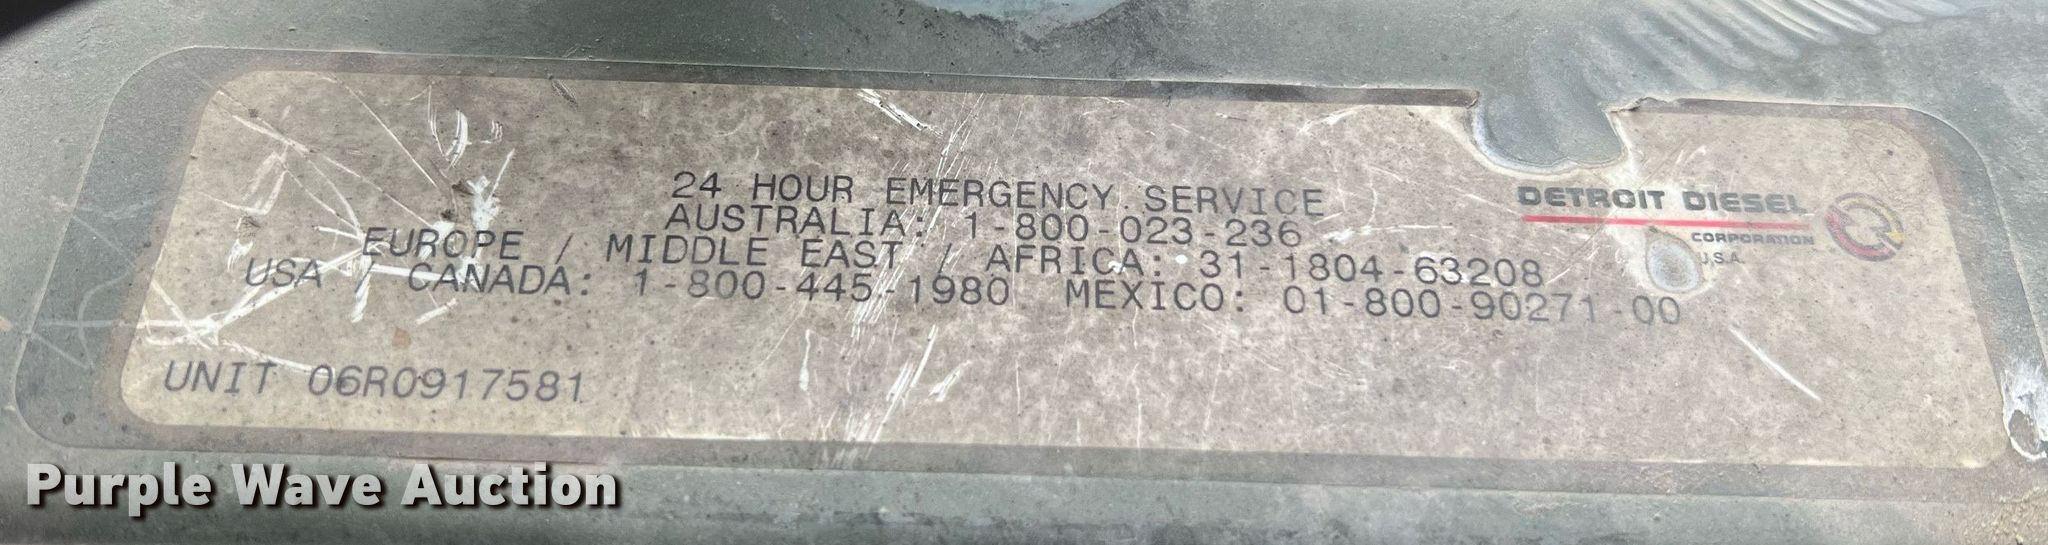 24 HOUR EMERGENCY SERVICE
AUSTRALIA: 1-800-023-236
EUROPE / MIDDLE EAST / AFRICA: 31-1804-63208
USA / CANADA: 1-800-445-1980 MEXICO: 01-800-90271-00
DETROIT DIESEL
CORPORATION
U.S.A.
UNIT 06R0917581
Purple Wave Auction